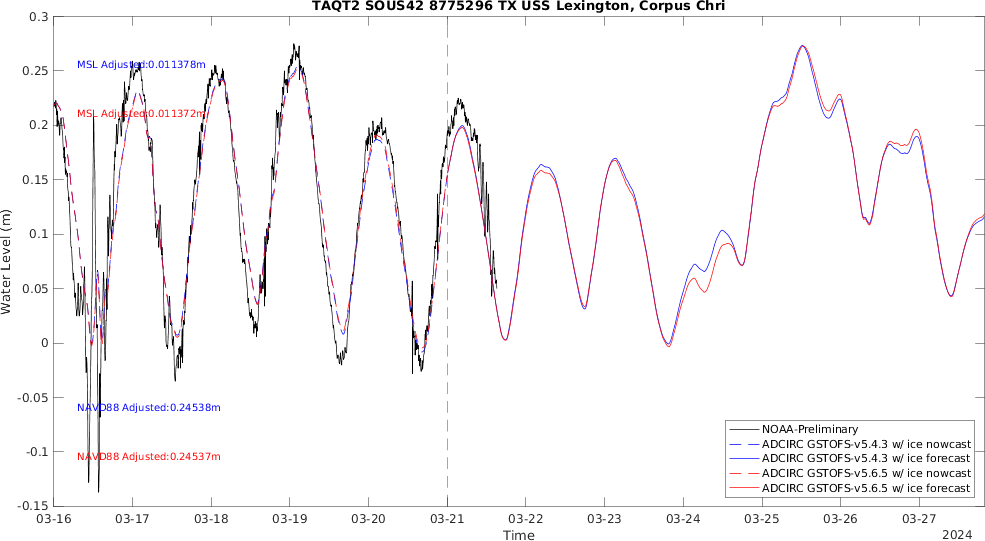 TAQT2 SOUS42 8775296 TX USS Lexington, Corpus Chri
0.3
0.25
0.2
0.15
0.1
0.05
0
-0.05
-0.1
-0.15
Water Level (m)
MSL Adjusted:0.011378m
MSL Adjusted:0.011372m
NAVD88 Adjusted:0.24538m
NAVD88 Adjusted:0.24537m
NOAA-Preliminary
ADCIRC GSTOFS-v5.4.3 w/ ice nowcast
ADCIRC GSTOFS-v5.4.3 w/ ice forecast
ADCIRC GSTOFS-v5.6.5 w/ ice nowcast
ADCIRC GSTOFS-v5.6.5 w/ ice forecast
03-16 03-17 03-18 03-19 03-20 03-21 03-22 03-23 03-24 03-25 03-26 03-27
Time
2024